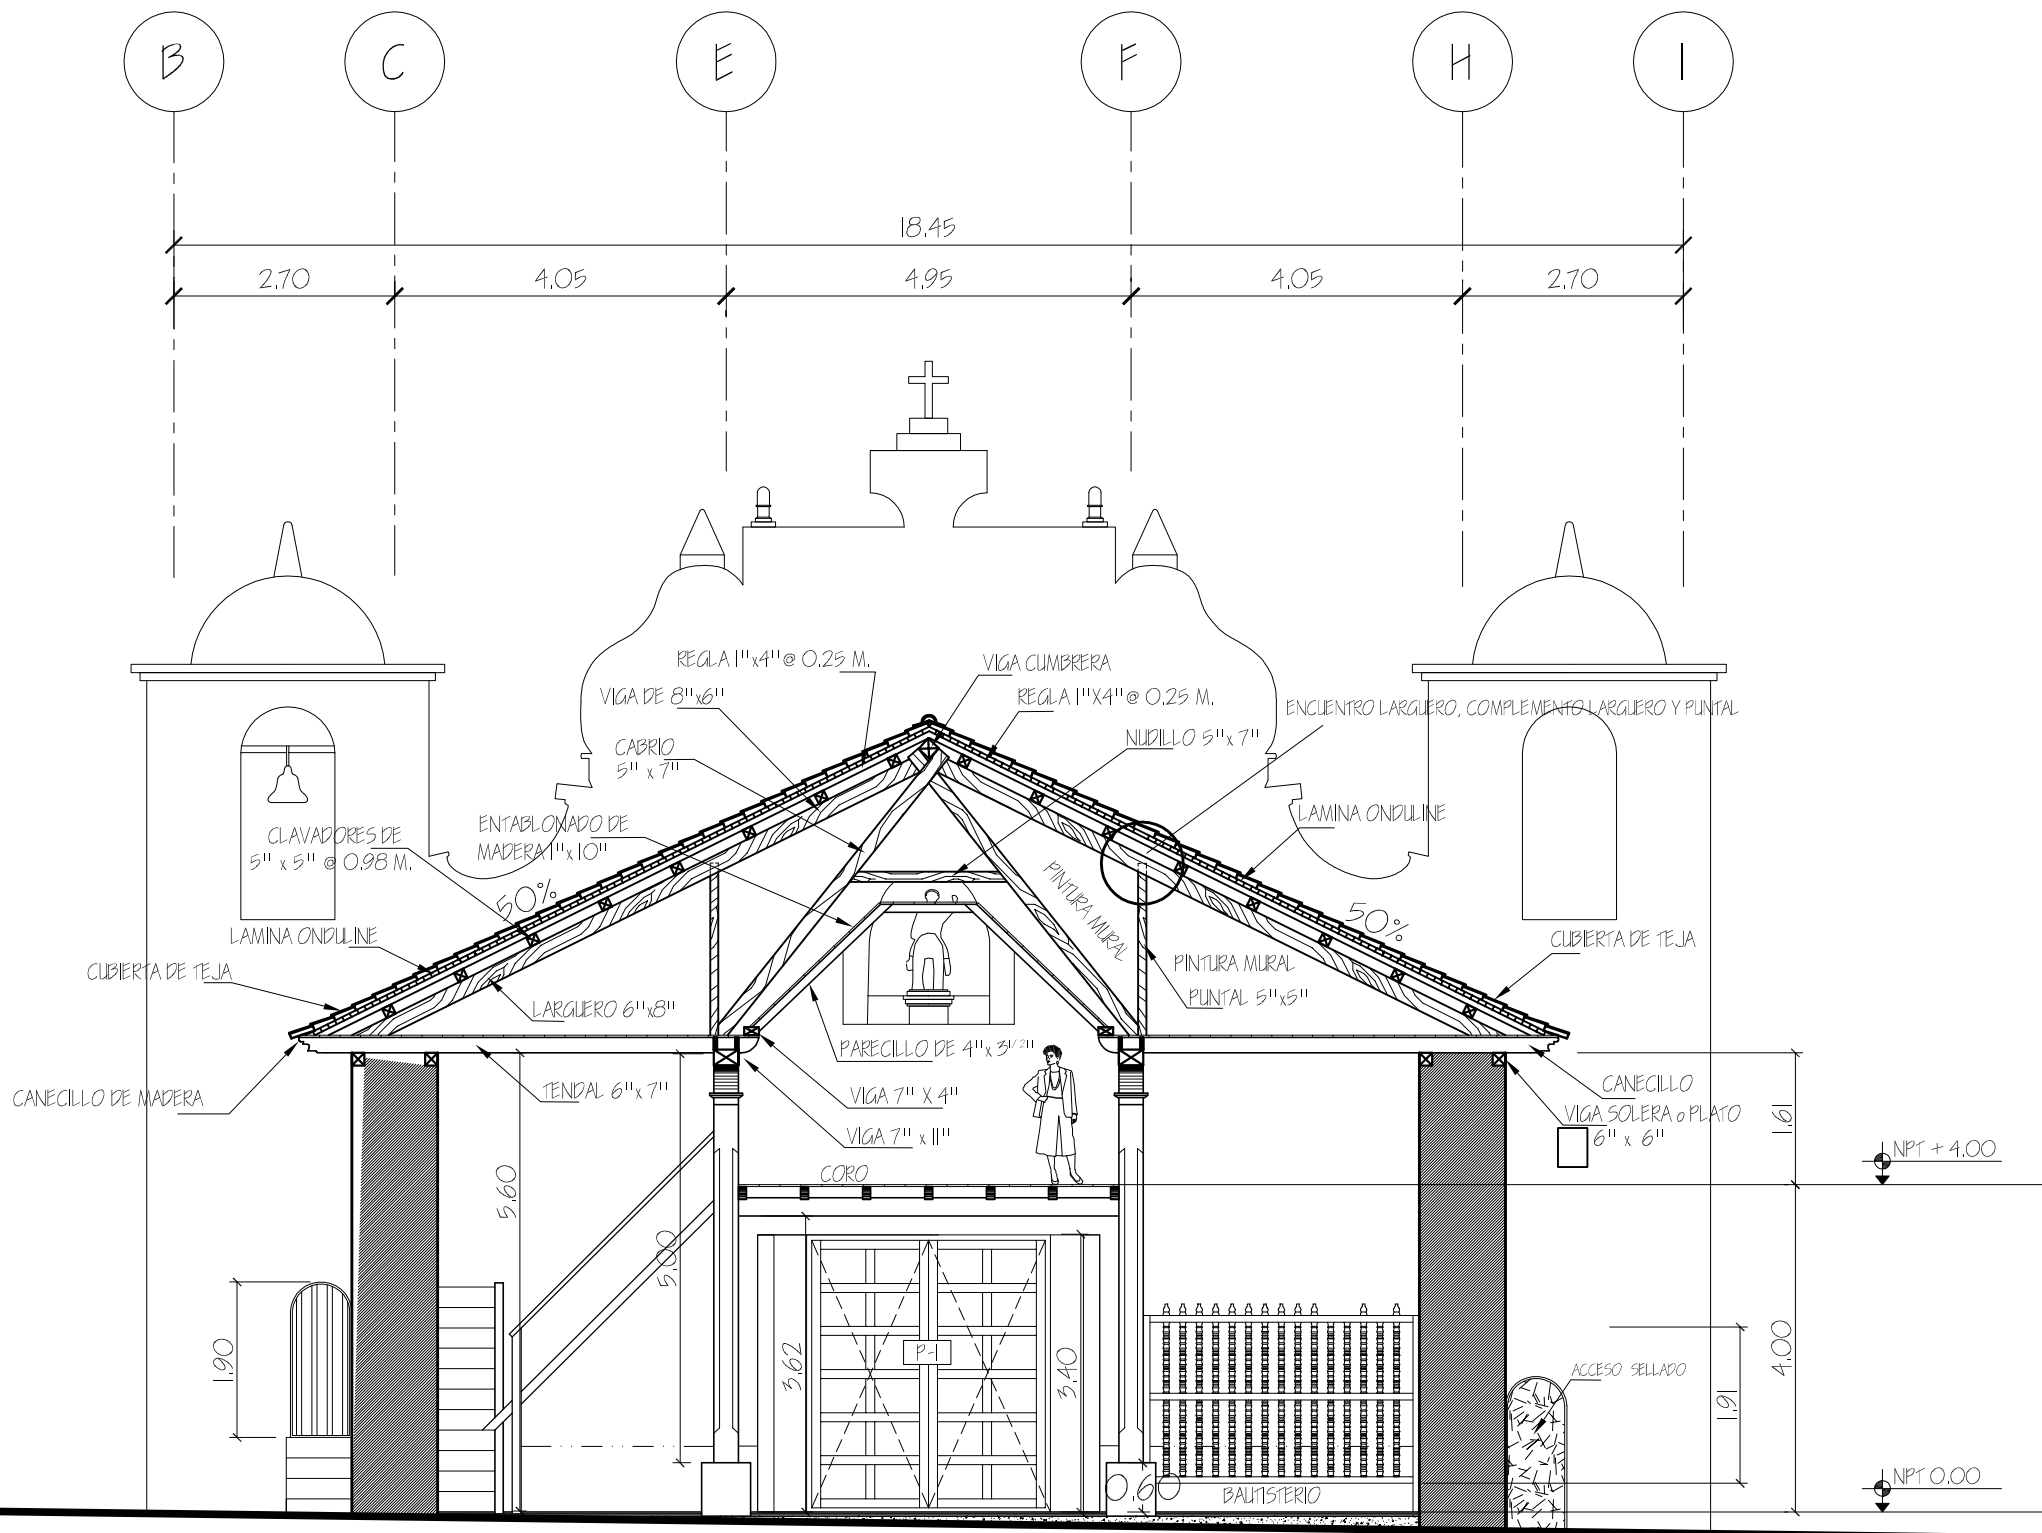 B C E F H I
18.45
2.70 4.05 4.95 4.05 2.70
REGLA 1"x4" @ 0.25 M.
VIGA CUMBRERA
VIGA DE 8"x6"
REGLA 1"X4" @ 0.25 M.
ENCUENTRO LARGUERO, COMPLEMENTO LARGUERO Y PUNTAL
NUDILLO 5"x 7"
CABRIO
5" x 7"
LAMINA ONDULINE
ENTABLONADO DE
MADERA 1"x 10"
CLAVADORES DE
5" x 5" @ 0.98 M.
PINTURA MURAL
50%
50%
LAMINA ONDULINE
CUBIERTA DE TEJA
CUBIERTA DE TEJA
PINTURA MURAL
PUNTAL 5"x5"
LARGUERO 6"x8"
PARECILLO DE 4"x 3 1/2"
CANECILLO DE MADERA
TENDAL 6"x 7"
VIGA 7" X 4"
VIGA 7" x 11"
CANECILLO
VIGA SOLERA o PLATO
6" x 6"
1.61
NPT + 4.00
CORO
5.60
5.00
3.62
3.40
P-1
1.90
4.00
ACCESO SELLADO
1.91
0.60
BAUTISTERIO
NPT 0.00